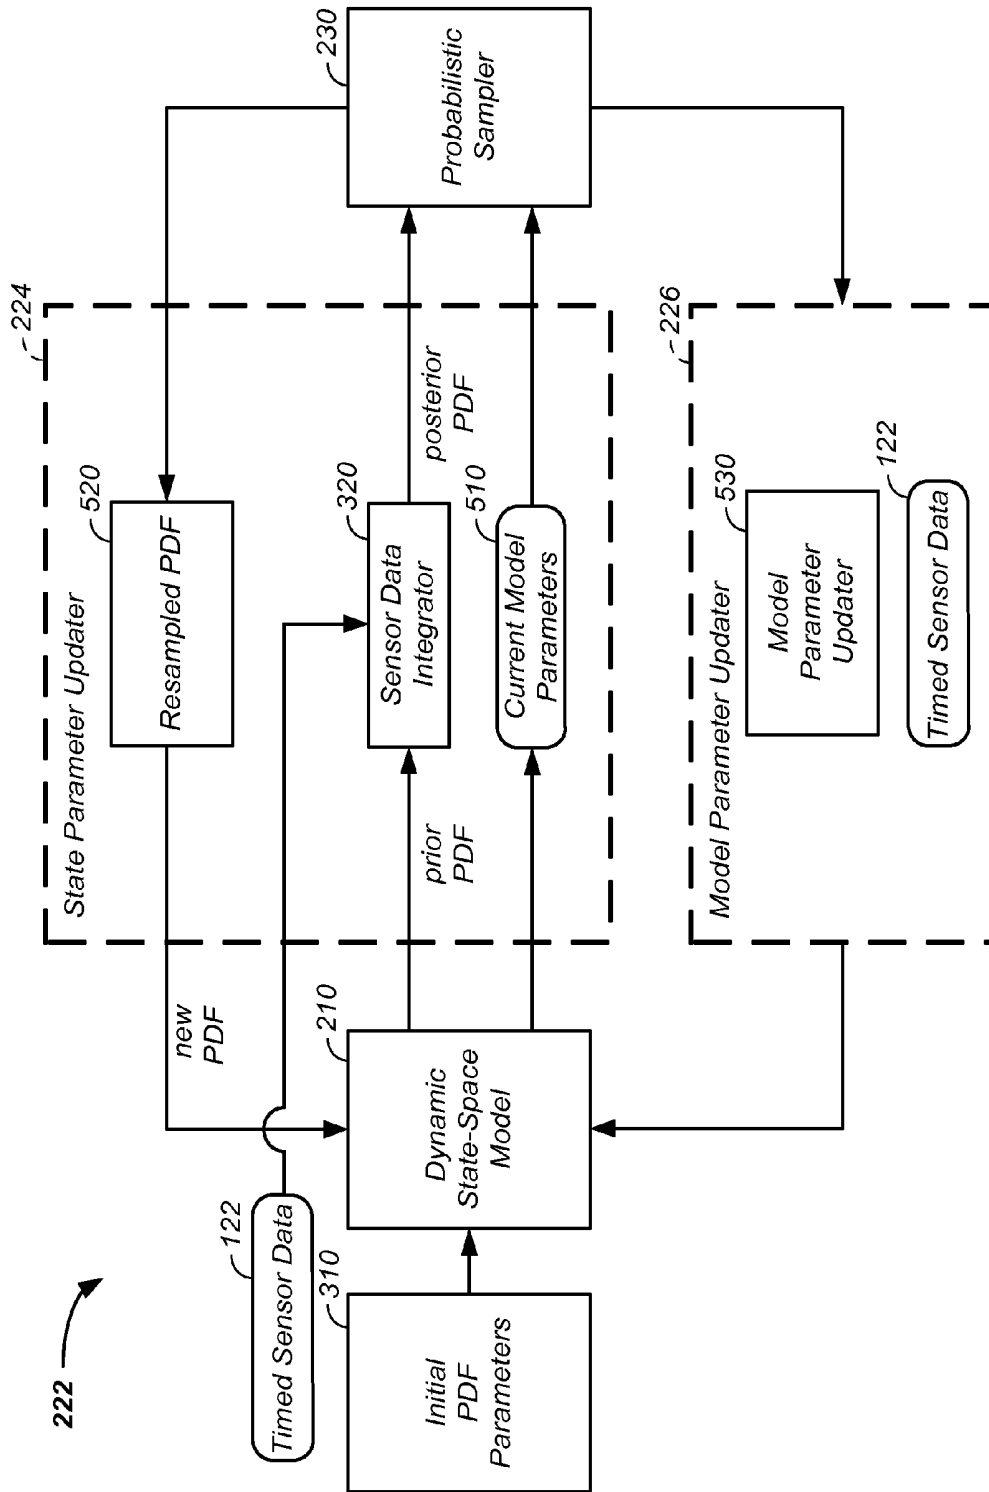 222
Timed Sensor Data
122
Initial
PDF
Parameters
310
Dynamic
State-Space
Model
210
new
PDF
State Parameter Updater
224
Resampled PDF
520
prior
PDF
Sensor Data
Integrator
320
posterior
PDF
Current Model
Parameters
510
Probabilistic
Sampler
230
Model Parameter Updater
226
Model
Parameter
Updater
530
Timed Sensor Data
122